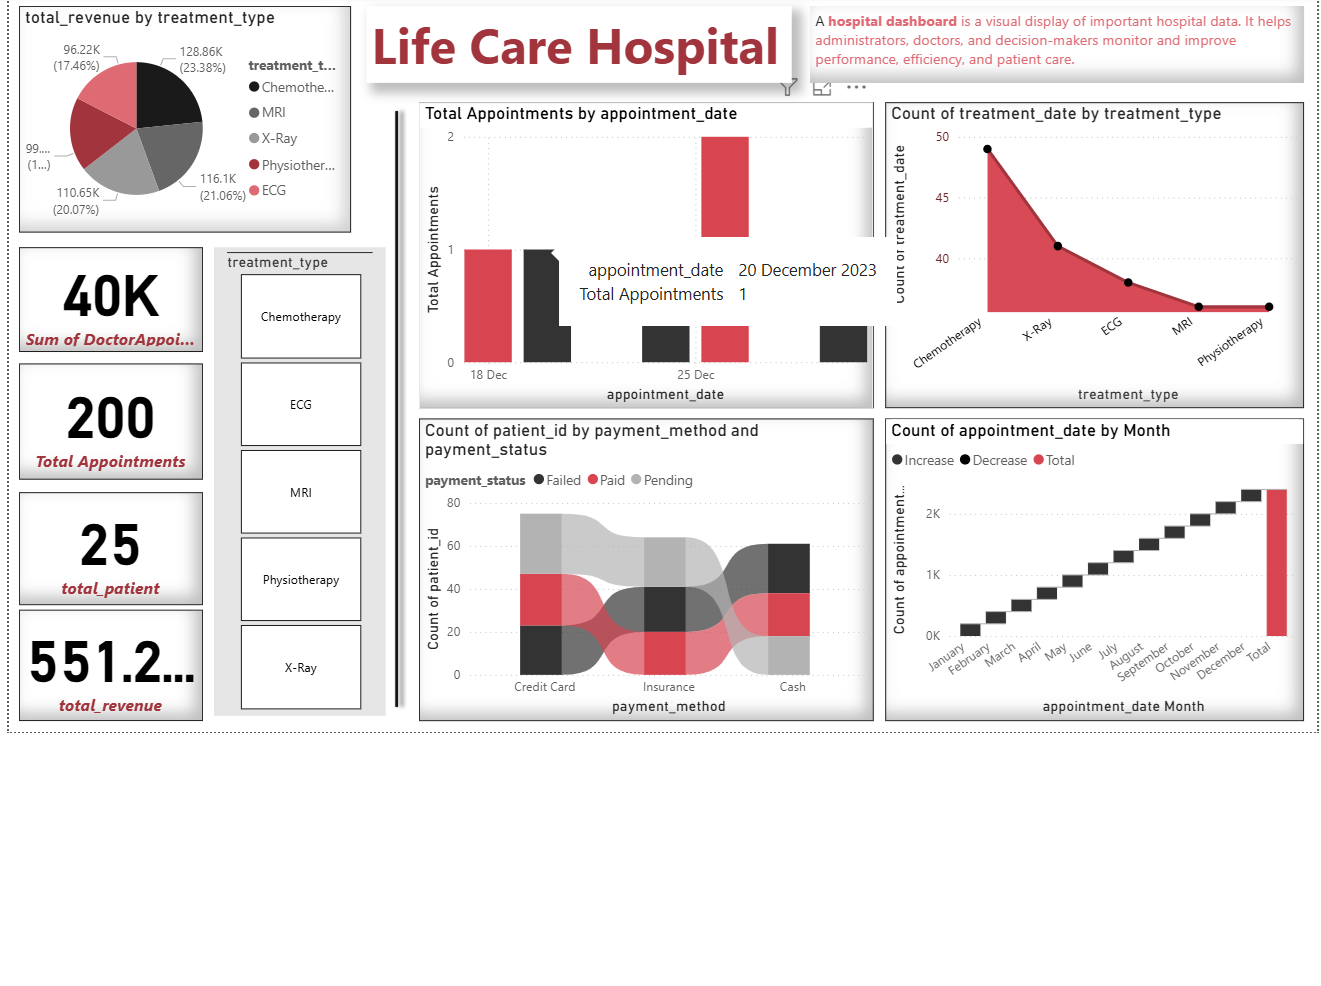 total_revenue by treatment_type
96.22K
(17.46%)
128.86K
(23.38%)
99....
(1...)
110.65K
(20.07%)
116.1K
(21.06%)
treatment_t...
Chemothe...
MRI
X-Ray
Physiother...
ECG
Life Care Hospital
A hospital dashboard is a visual display of important hospital data. It helps
administrators, doctors, and decision-makers monitor and improve
performance, efficiency, and patient care.
40K
Sum of DoctorAppoi...
200
Total Appointments
25
total_patient
551.2...
total_revenue
treatment_type
Chemotherapy
ECG
MRI
Physiotherapy
X-Ray
Total Appointments by appointment_date
Total Appointments
2
1
0
18 Dec
25 Dec
appointment_date
appointment_date 20 December 2023
Total Appointments 1
Count of treatment_date by treatment_type
Count of treatment_date
50
45
40
Chemotherapy
X-Ray
ECG
MRI
Physiotherapy
treatment_type
Count of patient_id by payment_method and
payment_status
payment_status Failed Paid Pending
Count of patient_id
80
60
40
20
0
Credit Card
Insurance
Cash
payment_method
Count of appointment_date by Month
Increase Decrease Total
Count of appointment...
2K
1K
0K
January
February
March
April
May
June
July
August
September
October
November
December
Total
appointment_date Month